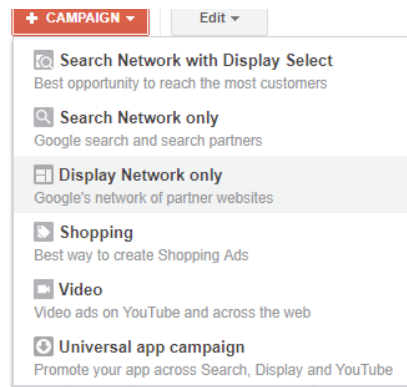 + CAMPAIGN
Edit
Search Network with Display Select
Best opportunity to reach the most customers
Search Network only
Google search and search partners
Display Network only
Google's network of partner websites
Shopping
Best way to create Shopping Ads
Video
Video ads on YouTube and across the web
Universal app campaign
Promote your app across Search, Display and YouTube